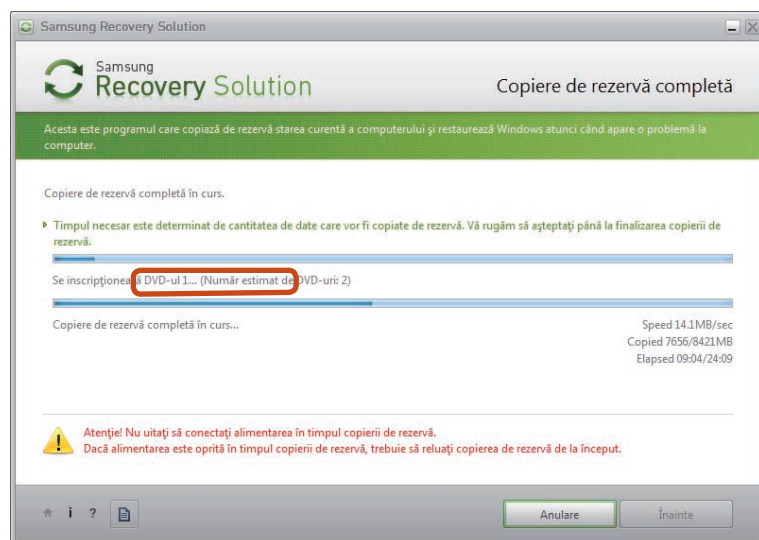 Samsung Recovery Solution
Samsung
Recovery Solution
Copiere de rezervă completă
Acesta este programul care copiază de rezervă starea curentă a computerului şi restaurează Windows atunci când apare o problemă la
computer.
Copiere de rezervă completă în curs.
Timpul necesar este determinat de cantitatea de date care vor fi copiate de rezervă. Vă rugăm să aşteptaţi până la finalizarea copierii de
rezervă.
Se inscripţionează DVD-ul 1... (Număr estimat de DVD-uri: 2)
Copiere de rezervă completă în curs...
Speed 14.1MB/sec
Copied 7656/8421MB
Elapsed 09:04/24:09
Atenţie! Nu uitaţi să conectaţi alimentarea în timpul copierii de rezervă.
Dacă alimentarea este oprită în timpul copierii de rezervă, trebuie să reluaţi copierea de rezervă de la început.
i ?
Anulare
Înainte